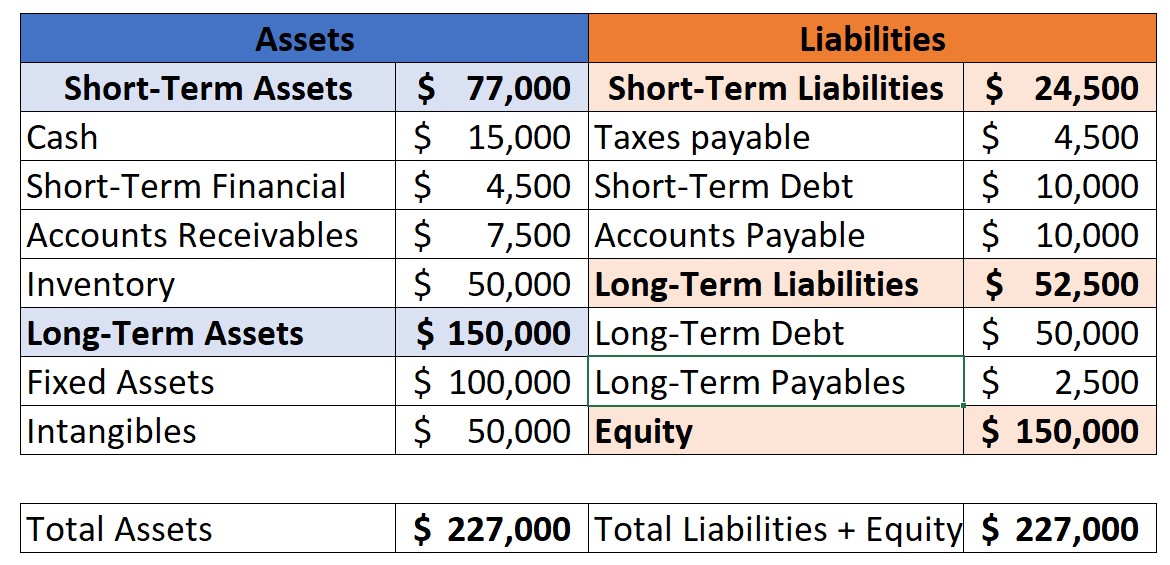 Assets Liabilities
Short-Term Assets $ 77,000 Short-Term Liabilities $ 24,500
Cash $ 15,000 Taxes payable $ 4,500
Short-Term Financial $ 4,500 Short-Term Debt $ 10,000
Accounts Receivables $ 7,500 Accounts Payable $ 10,000
Inventory $ 50,000 Long-Term Liabilities $ 52,500
Long-Term Assets $ 150,000 Long-Term Debt $ 50,000
Fixed Assets $ 100,000 Long-Term Payables $ 2,500
Intangibles $ 50,000 Equity $ 150,000
Total Assets $ 227,000 Total Liabilities + Equity $ 227,000